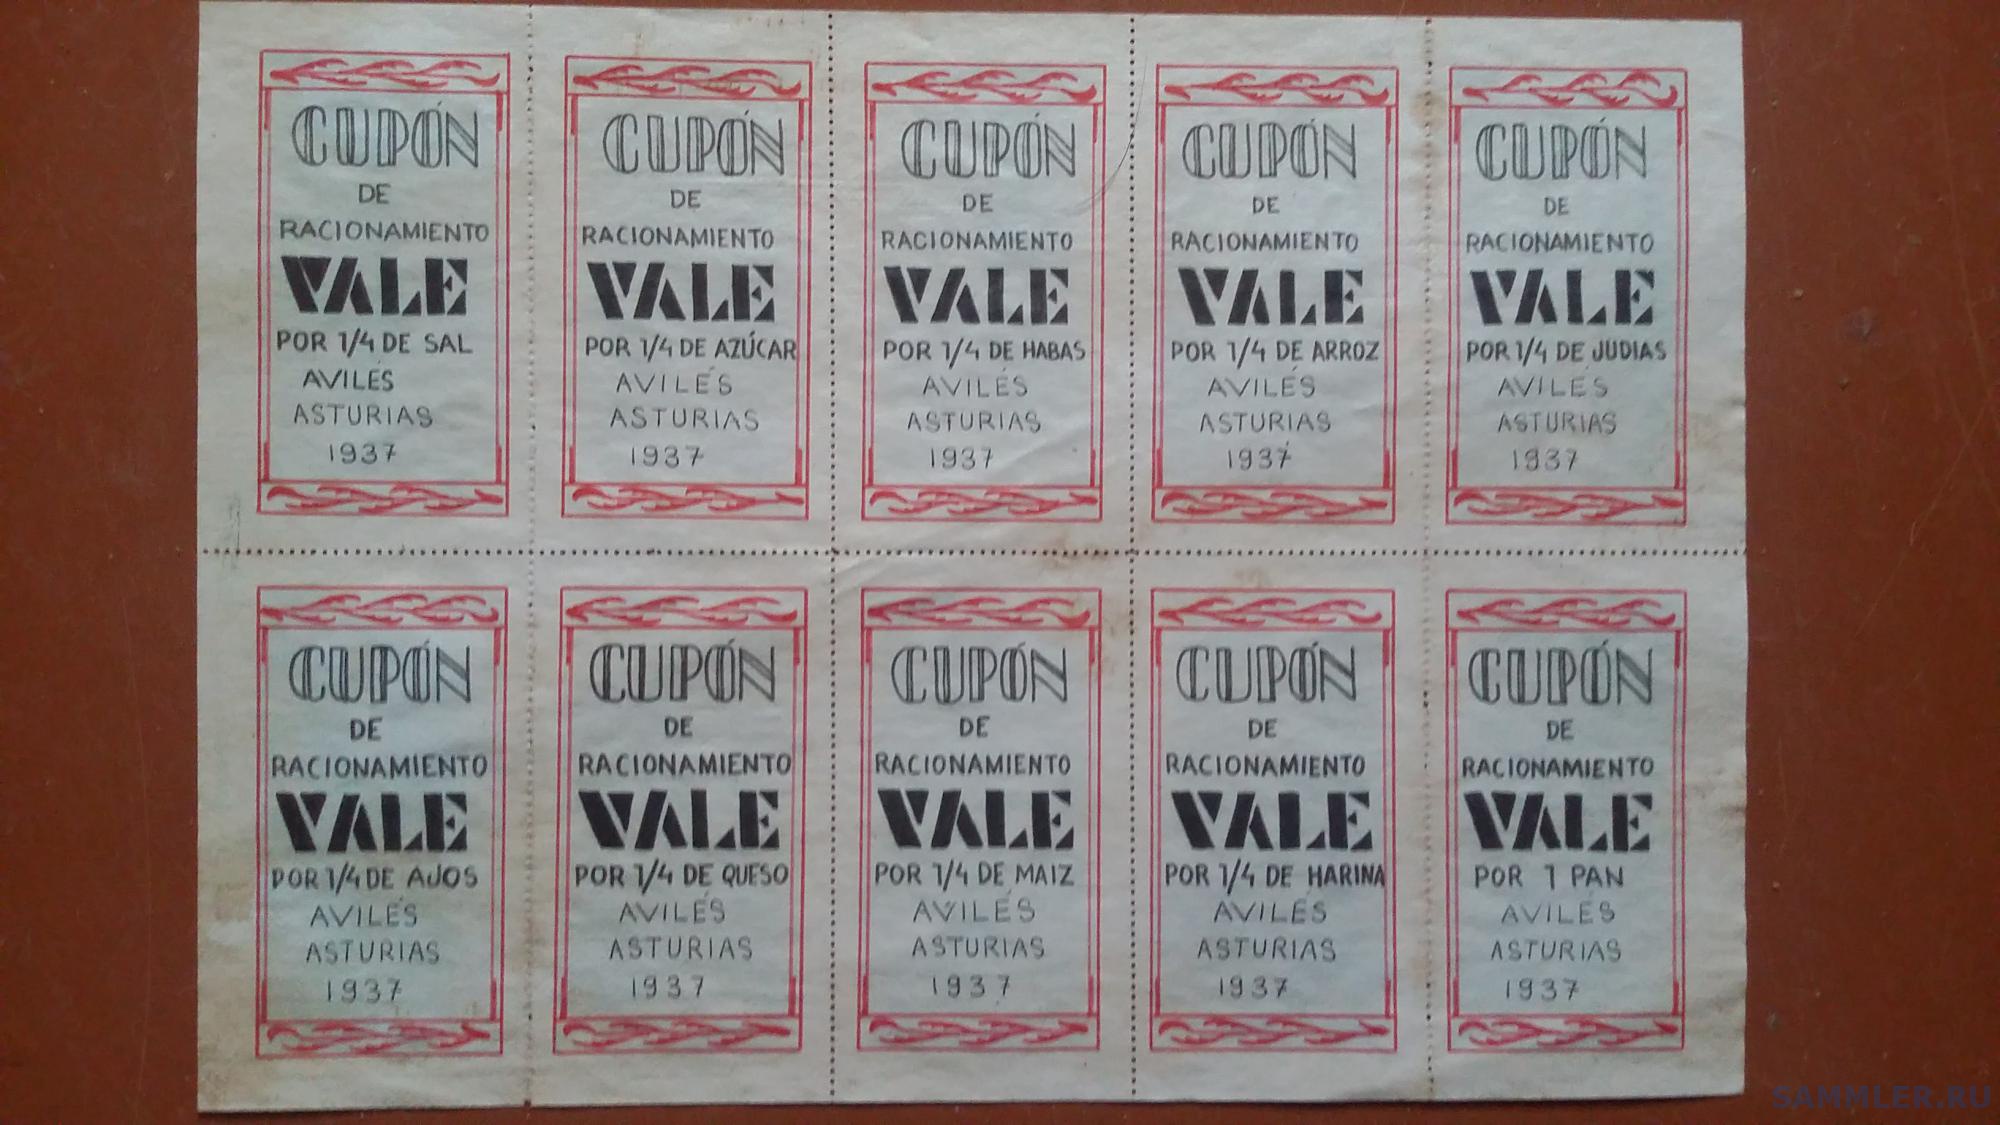 CUPÓN
DE
RACIONAMIENTO
VALE
POR 1/4 DE SAL
AVILÉS
ASTURIAS
1937
CUPÓN
DE
RACIONAMIENTO
VALE
POR 1/4 DE AZÚCAR
AVILÉS
ASTURIAS
1937
CUPÓN
DE
RACIONAMIENTO
VALE
POR 1/4 DE HABAS
AVILÉS
ASTURIAS
1937
CUPÓN
DE
RACIONAMIENTO
VALE
POR 1/4 DE ARROZ
AVILÉS
ASTURIAS
1937
CUPÓN
DE
RACIONAMIENTO
VALE
POR 1/4 DE JUDIAS
AVILÉS
ASTURIAS
1937
CUPÓN
DE
RACIONAMIENTO
VALE
POR 1/4 DE AJOS
AVILÉS
ASTURIAS
1937
CUPÓN
DE
RACIONAMIENTO
VALE
POR 1/4 DE QUESO
AVILÉS
ASTURIAS
1937
CUPÓN
DE
RACIONAMIENTO
VALE
POR 1/4 DE MAIZ
AVILÉS
ASTURIAS
1937
CUPÓN
DE
RACIONAMIENTO
VALE
POR 1/4 DE HARINA
AVILÉS
ASTURIAS
1937
CUPÓN
DE
RACIONAMIENTO
VALE
POR 1 PAN
AVILÉS
ASTURIAS
1937
SAMMLER.RU